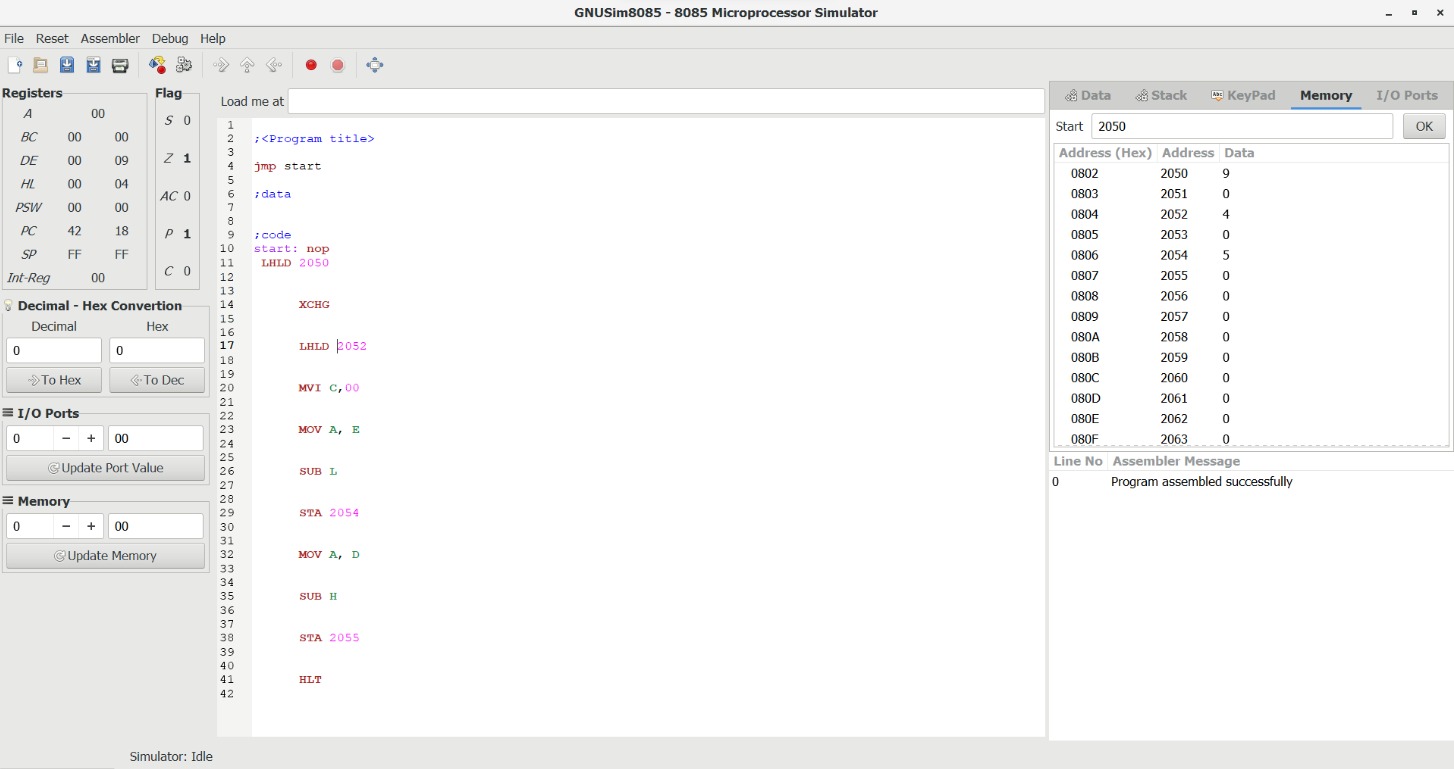 GNUSim8085 - 8085 Microprocessor Simulator
File Reset Assembler Debug Help
Registers
A 00
BC 00 00
DE 00 09
HL 00 04
PSW 00 00
PC 42 18
SP FF FF
Int-Reg 00
Flag
S 0
Z 1
AC 0
P 1
C 0
Decimal - Hex Convertion
Decimal Hex
0 0
To Hex To Dec
I/O Ports
0 − + 00
Update Port Value
Memory
0 − + 00
Update Memory
Load me at
1
2 ;<Program title>
3
4 jmp start
5
6 ;data
7
8
9 ;code
10 start: nop
11 LHLD 2050
12
13
14 XCHG
15
16
17 LHLD 2052
18
19
20 MVI C,00
21
22
23 MOV A, E
24
25
26 SUB L
27
28
29 STA 2054
30
31
32 MOV A, D
33
34
35 SUB H
36
37
38 STA 2055
39
40
41 HLT
42
Data Stack KeyPad Memory I/O Ports
Start 2050 OK
Address (Hex) Address Data
0802 2050 9
0803 2051 0
0804 2052 4
0805 2053 0
0806 2054 5
0807 2055 0
0808 2056 0
0809 2057 0
080A 2058 0
080B 2059 0
080C 2060 0
080D 2061 0
080E 2062 0
080F 2063 0
Line No Assembler Message
0 Program assembled successfully
Simulator: Idle